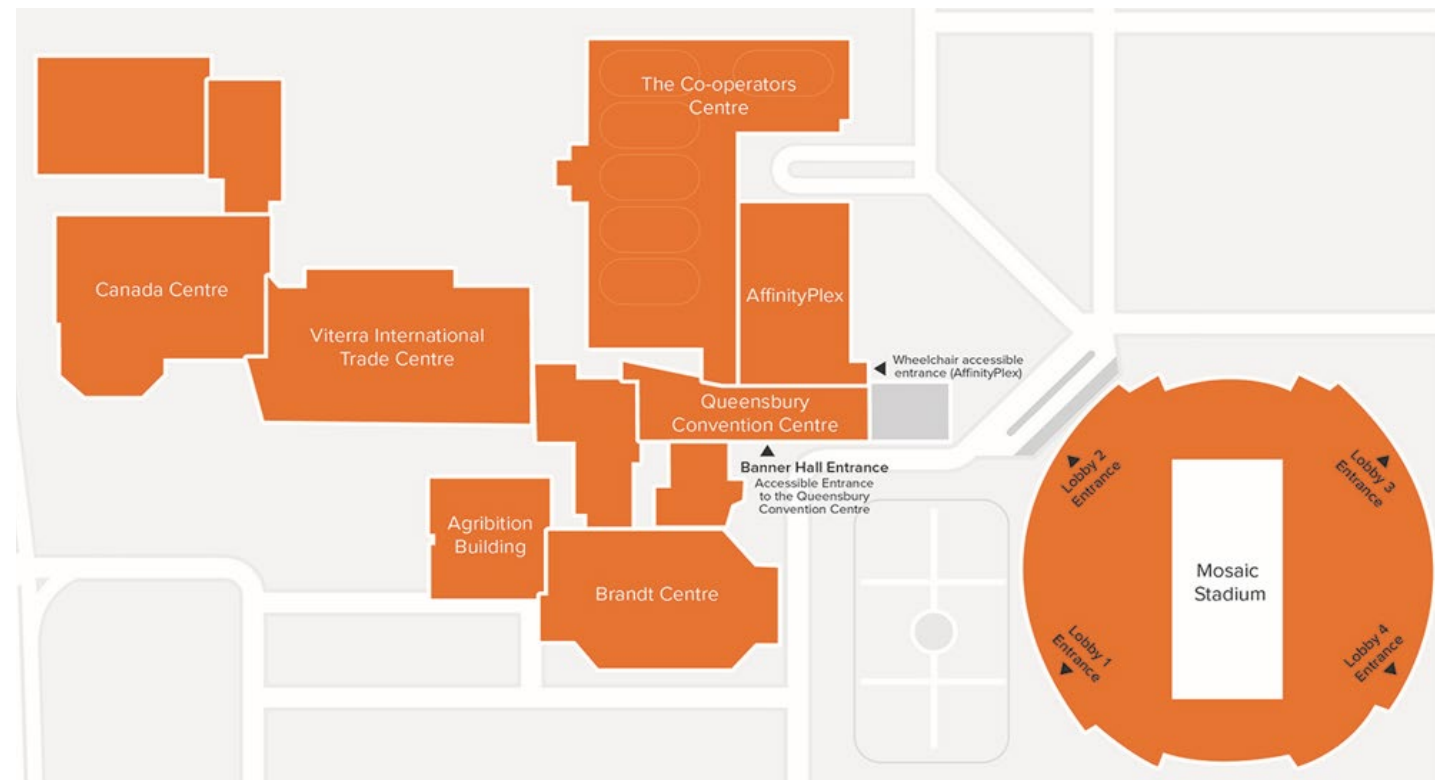 The Co-operators
Centre
Canada Centre
AffinityPlex
Viterra International
Trade Centre
Wheelchair accessible
entrance (AffinityPlex)
Queensbury
Convention Centre
Banner Hall Entrance
Accessible Entrance
to the Queensbury
Convention Centre
Lobby 2
Entrance
Lobby 3
Entrance
Agribition
Building
Brandt Centre
Mosaic
Stadium
Lobby 1
Entrance
Lobby 4
Entrance